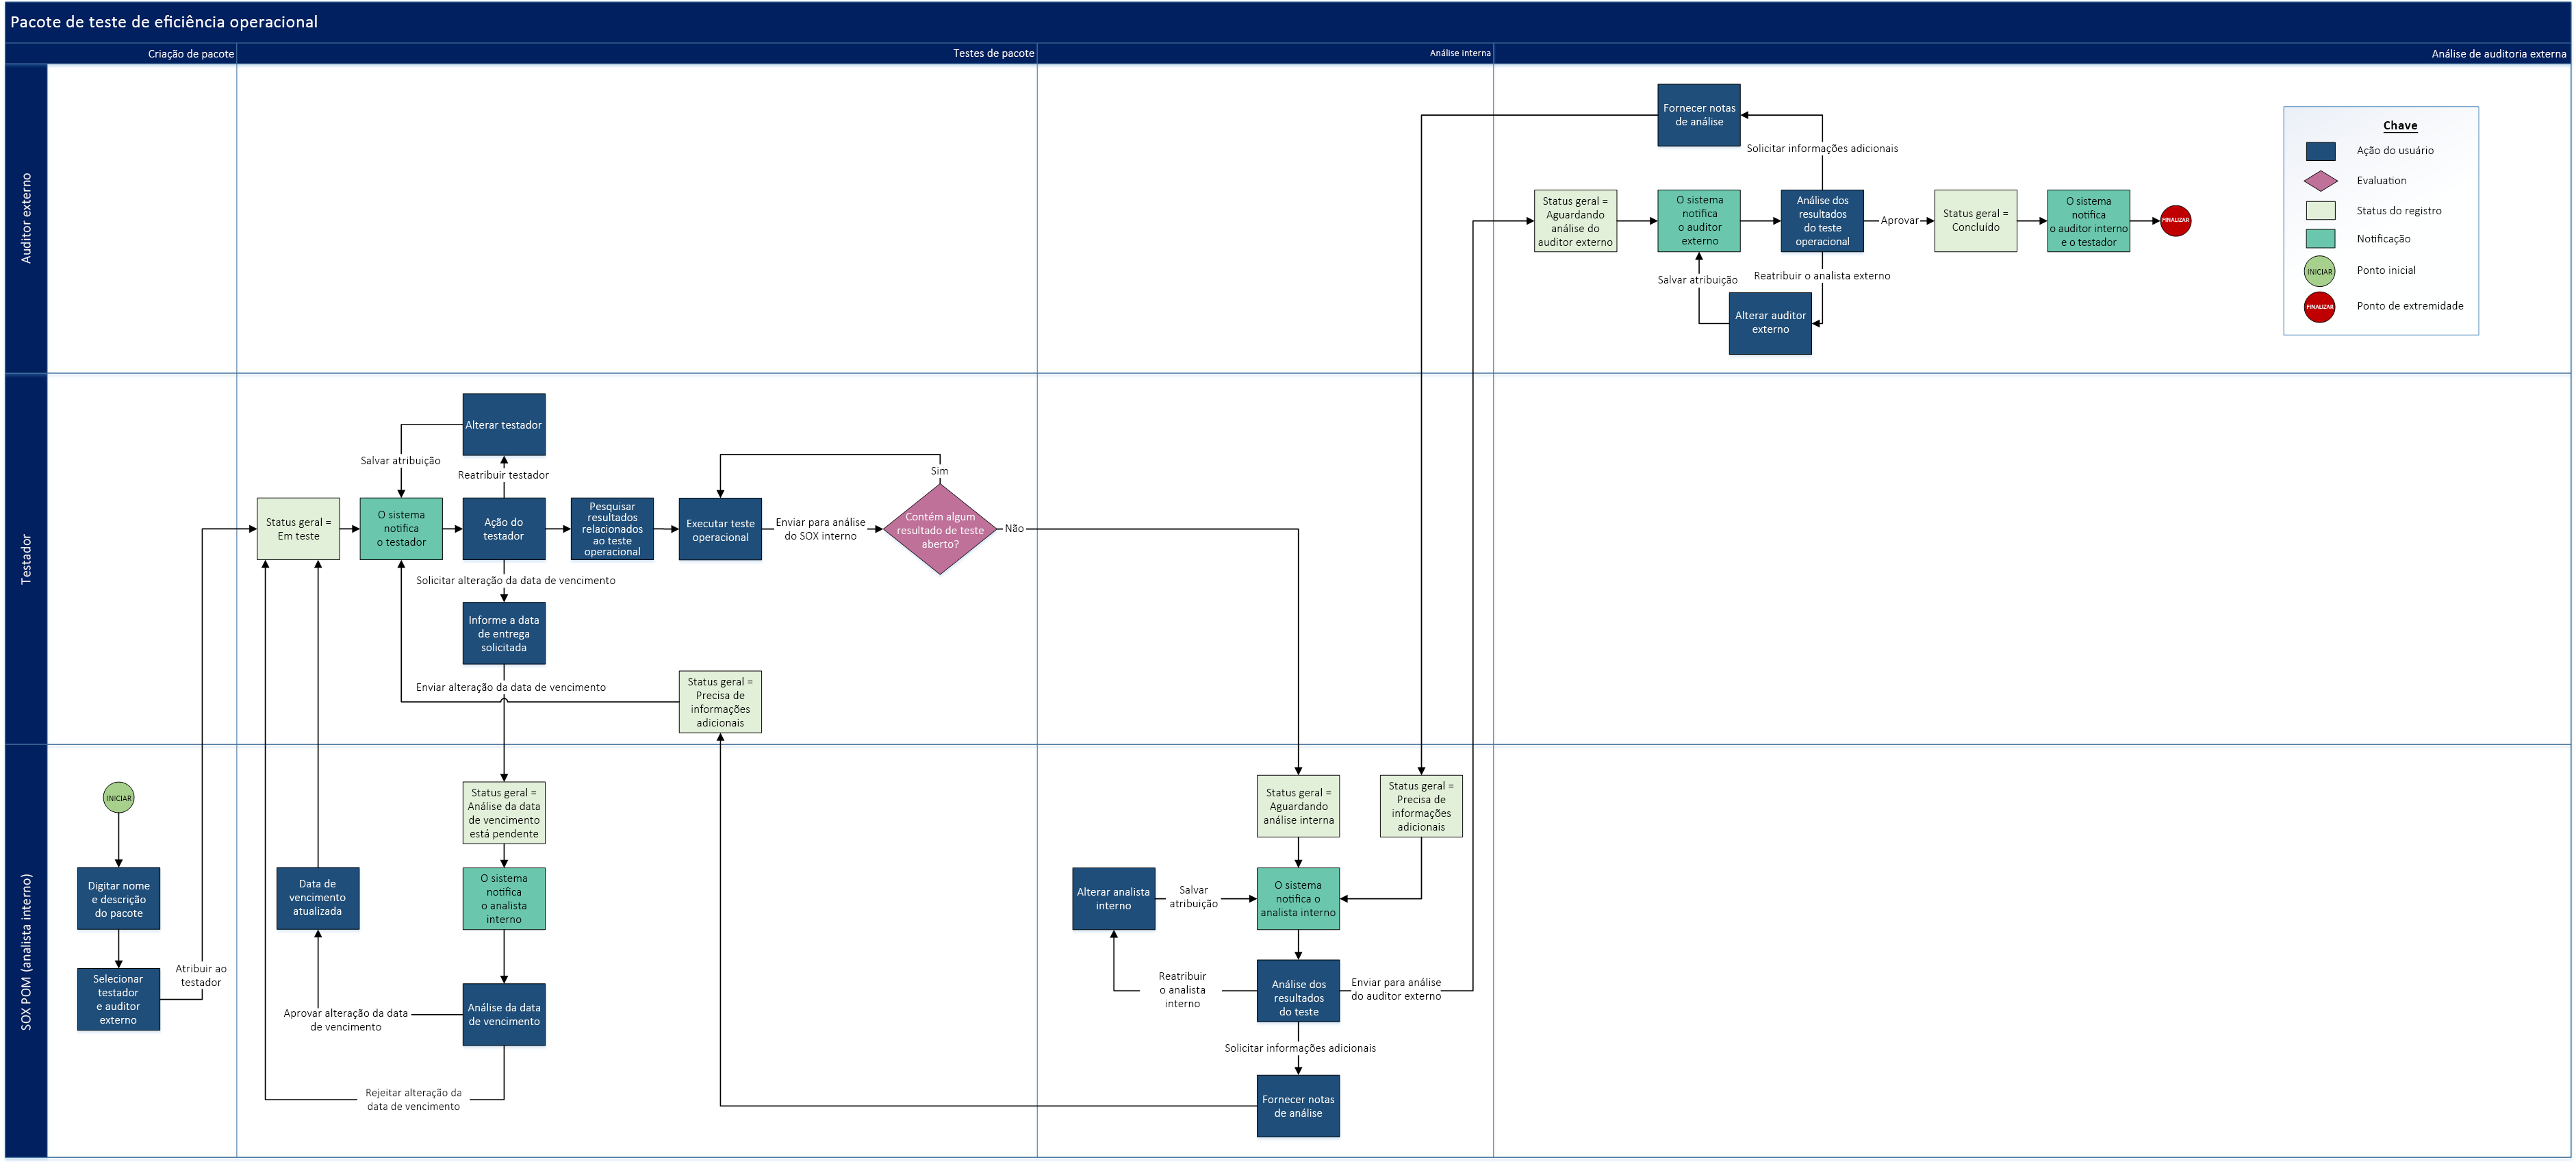 Pacote de teste de eficiência operacional
Criação de pacote
Testes de pacote
Análise interna
Análise de auditoria externa
Auditor externo
Fornecer notas
de análise
Solicitar informações adicionais
Status geral =
Aguardando
análise do
auditor externo
O sistema
notifica
o auditor
externo
Análise dos
resultados
do teste
operacional
Aprovar
Status geral =
Concluído
O sistema
notifica
o auditor interno
e o testador
FINALIZAR
Salvar atribuição
Reatribuir o analista externo
Alterar auditor
externo
Chave
Ação do usuário
Evaluation
Status do registro
Notificação
INICIAR
Ponto inicial
FINALIZAR
Ponto de extremidade
Testador
Alterar testador
Salvar atribuição
Reatribuir testador
Status geral =
Em teste
O sistema
notifica
o testador
Ação do
testador
Pesquisar
resultados
relacionados
ao teste
operacional
Executar teste
operacional
Enviar para análise
do SOX interno
Sim
Contém algum
resultado de teste
aberto?
Não
Solicitar alteração da data de vencimento
Informe a data
de entrega
solicitada
Enviar alteração da data de vencimento
Status geral =
Precisa de
informações
adicionais
SOX POM (analista interno)
INICIAR
Digitar nome
e descrição
do pacote
Selecionar
testador
e auditor
externo
Atribuir ao
testador
Data de
vencimento
atualizada
Aprovar alteração da data
de vencimento
Status geral =
Análise da data
de vencimento
está pendente
O sistema
notifica
o analista
interno
Análise da data
de vencimento
Rejeitar alteração da
data de vencimento
Status geral =
Aguardando
análise interna
Status geral =
Precisa de
informações
adicionais
Alterar analista
interno
Salvar
atribuição
O sistema
notifica o
analista interno
Reatribuir
o analista
interno
Análise dos
resultados
do teste
Enviar para análise
do auditor externo
Solicitar informações adicionais
Fornecer notas
de análise